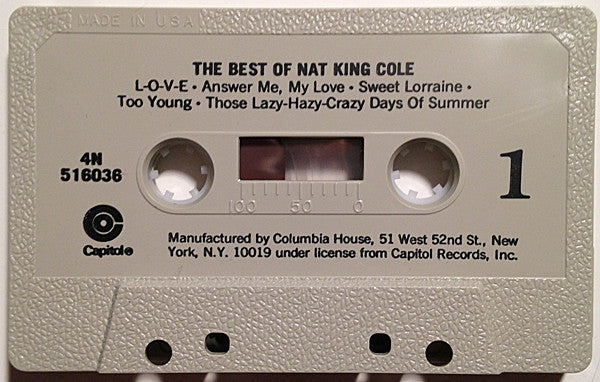 MADE IN USA
THE BEST OF NAT KING COLE
L-O-V-E • Answer Me, My Love • Sweet Lorraine •
Too Young • Those Lazy-Hazy-Crazy Days Of Summer
4N
516036
100 50 0
1
Capitol®
Manufactured by Columbia House, 51 West 52nd St., New
York, N.Y. 10019 under license from Capitol Records, Inc.